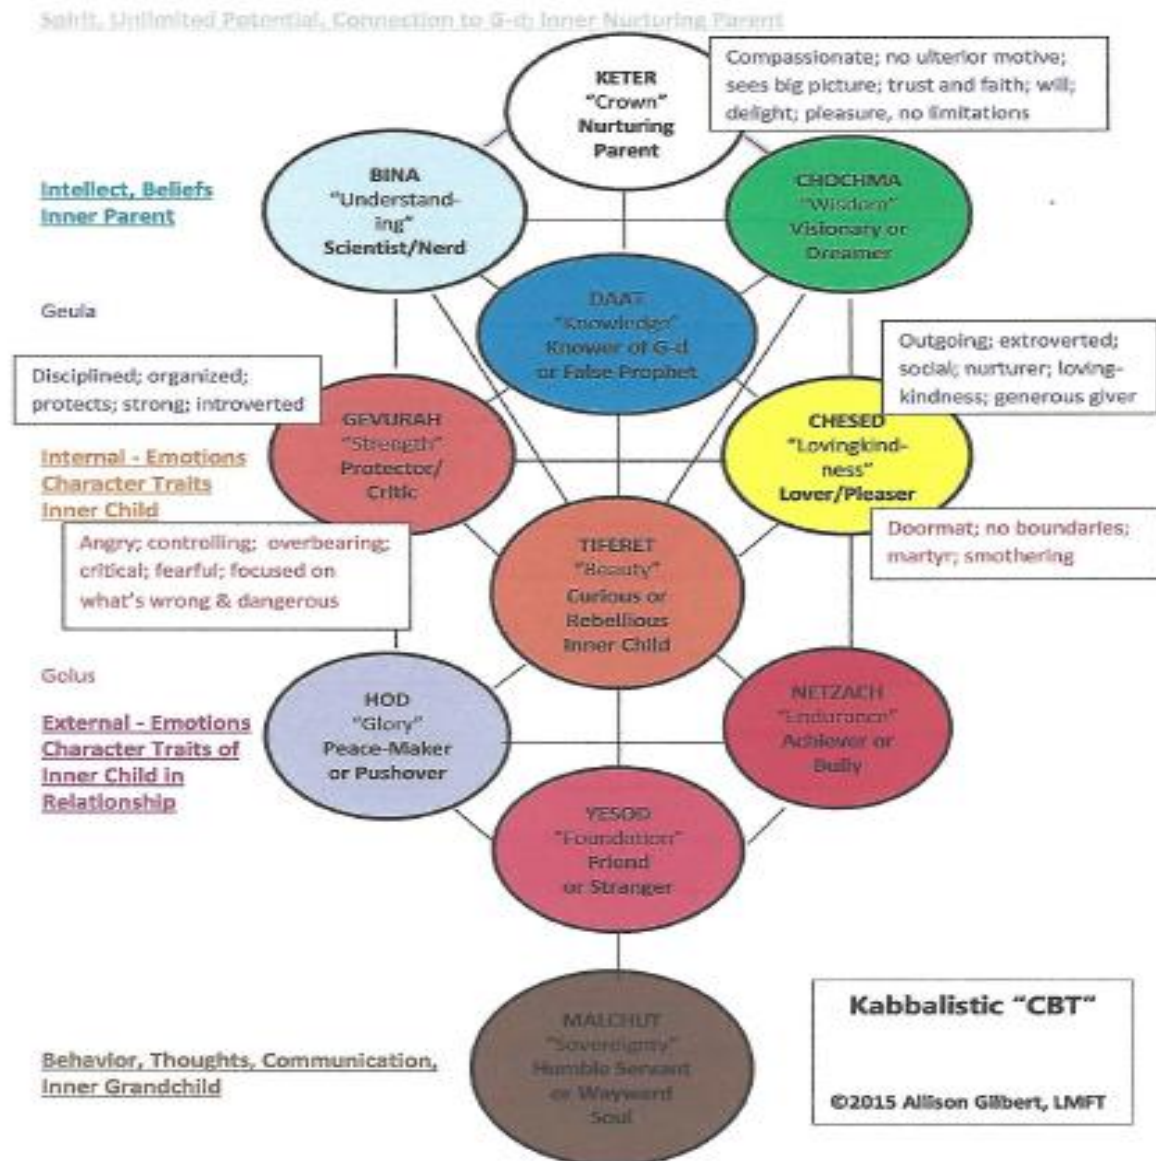 Spirit, Unlimited Potential, Connection to G-d; Inner Nurturing Parent
KETER
"Crown"
Nurturing
Parent
Compassionate; no ulterior motive;
sees big picture; trust and faith; will;
delight; pleasure, no limitations
Intellect, Beliefs
Inner Parent
BINA
"Understand-
ing"
Scientist/Nerd
CHOCHMA
"Wisdom"
Visionary or
Dreamer
Geula
DAAT
"Knowledge"
Knower of G-d
or False Prophet
Disciplined; organized;
protects; strong; introverted
Outgoing; extroverted;
social; nurturer; loving-
kindness; generous giver
GEVURAH
"Strength"
Protector/
Critic
CHESED
"Lovingkind-
ness"
Lover/Pleaser
Internal - Emotions
Character Traits
Inner Child
Angry; controlling; overbearing;
critical; fearful; focused on
what's wrong & dangerous
TIFERET
"Beauty"
Curious or
Rebellious
Inner Child
Doormat; no boundaries;
martyr; smothering
Golus
HOD
"Glory"
Peace-Maker
or Pushover
NETZACH
"Endurance"
Achiever or
Bully
External - Emotions
Character Traits of
Inner Child in
Relationship
YESOD
"Foundation"
Friend
or Stranger
MALCHUT
"Sovereignty"
Humble Servant
or Wayward
Soul
Behavior, Thoughts, Communication,
Inner Grandchild
Kabbalistic "CBT"
©2015 Allison Gilbert, LMFT